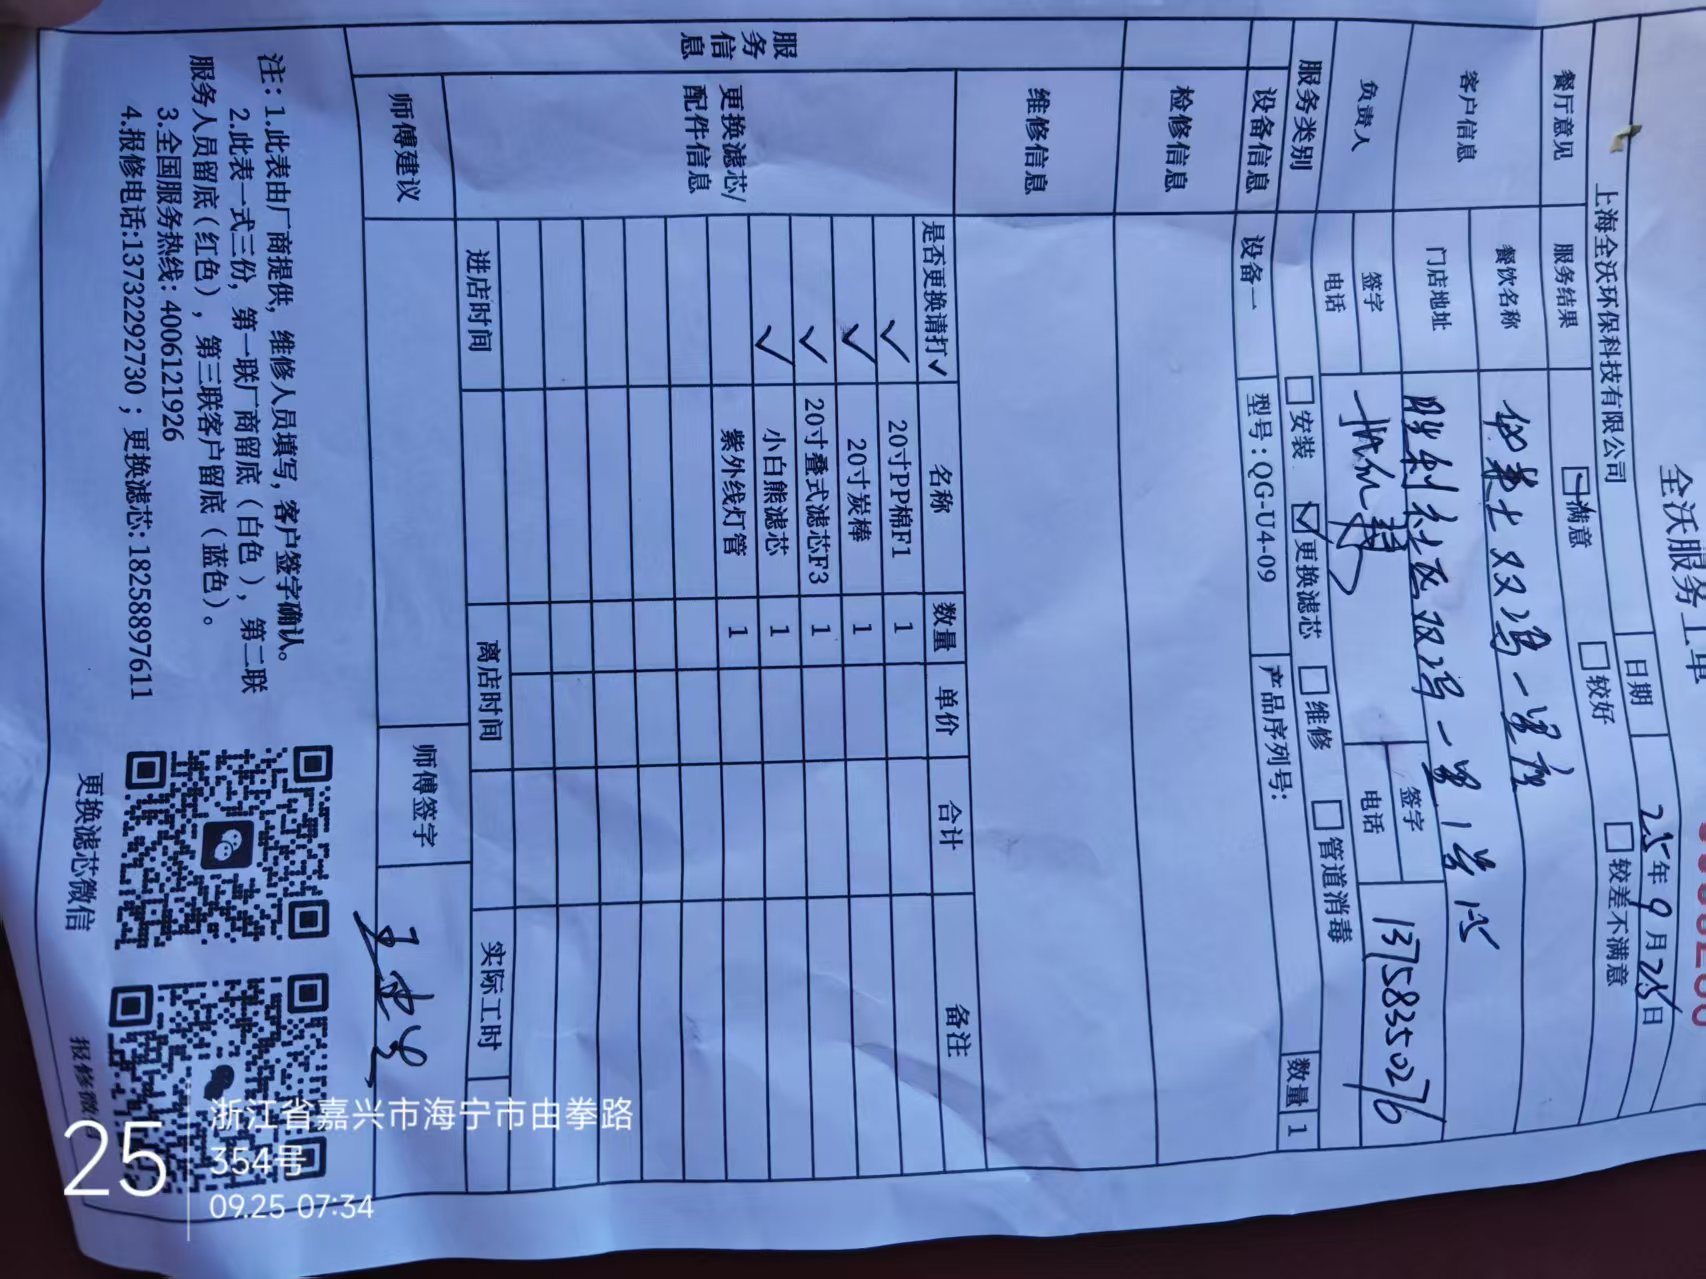 全沃服务工单
上海全沃环保科技有限公司 日期 25年9月25日
餐厅意见 服务结果 满意 较好 较差不满意
客户信息 餐饮名称
门店地址
负责人 签字 签字
电话 电话 13758350276
服务类别 安装 更换滤芯 维修 管道消毒
设备信息 设备一 型号:QG-U4-09 产品序列号: 数量 1
检修信息
维修信息
服务信息
更换滤芯/配件信息
是否更换请打✓ 名称 数量 单价 合计 备注
✓ 20寸PP棉F1 1
✓ 20寸炭棒 1
✓ 20寸叠式滤芯F3 1
✓ 小白熊滤芯 1
紫外线灯管 1
进店时间 离店时间 实际工时
师傅建议 师傅签字
注:1.此表由厂商提供,维修人员填写,客户签字确认。
2.此表一式三份,第一联厂商留底(白色),第二联
服务人员留底(红色),第三联客户留底(蓝色)。
3.全国服务热线:4006121926
4.报修电话:13732292730;更换滤芯:18258897611
更换滤芯微信
报修微信
25
浙江省嘉兴市海宁市由拳路
354号
09.25 07:34